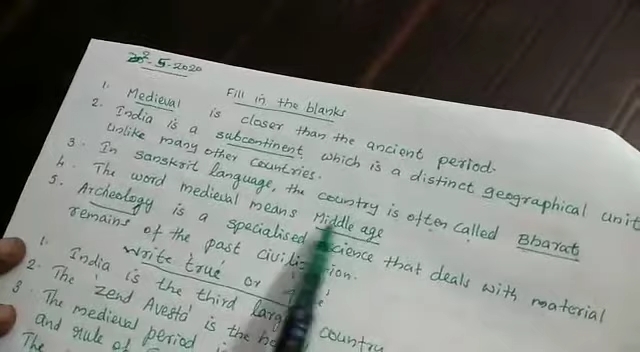 20-5-2020
Fill in the blanks
1. Medieval is closer than the ancient period.
2. India is a subcontinent, which is a distinct geographical unit
unlike many other countries.
3. In sanskrit language, the country is often called Bharat
4. The word medieval means Middle age
5. Archeology is a specialised science that deals with material
remains of the past
Write 'true' or
1. India is the third country
2. The 'Zend Avesta' is the
3. The medieval period
and rule of
The